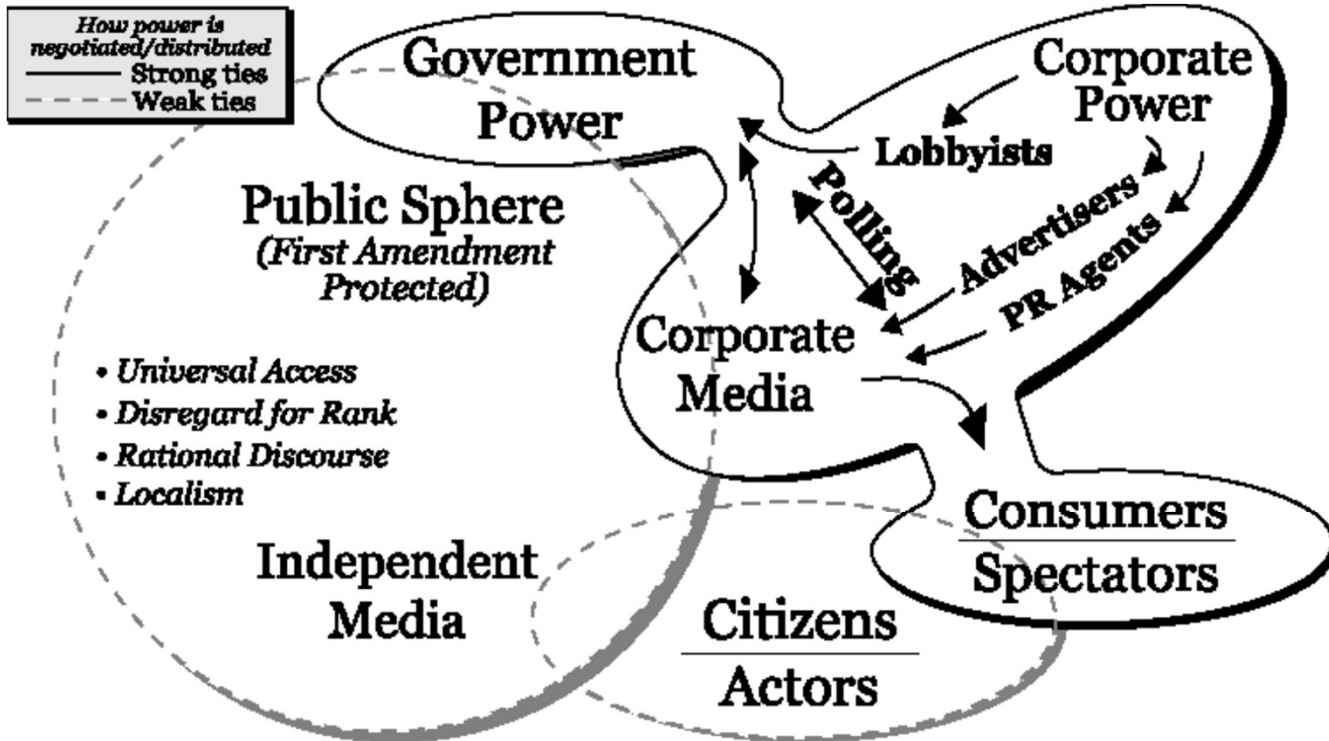 How power is
negotiated/distributed
Strong ties
Weak ties
Government
Power
Corporate
Power
Lobbyists
Polling
Advertisers
PR Agents
Public Sphere
(First Amendment
Protected)
Corporate
Media
• Universal Access
• Disregard for Rank
• Rational Discourse
• Localism
Consumers
Spectators
Independent
Media
Citizens
Actors